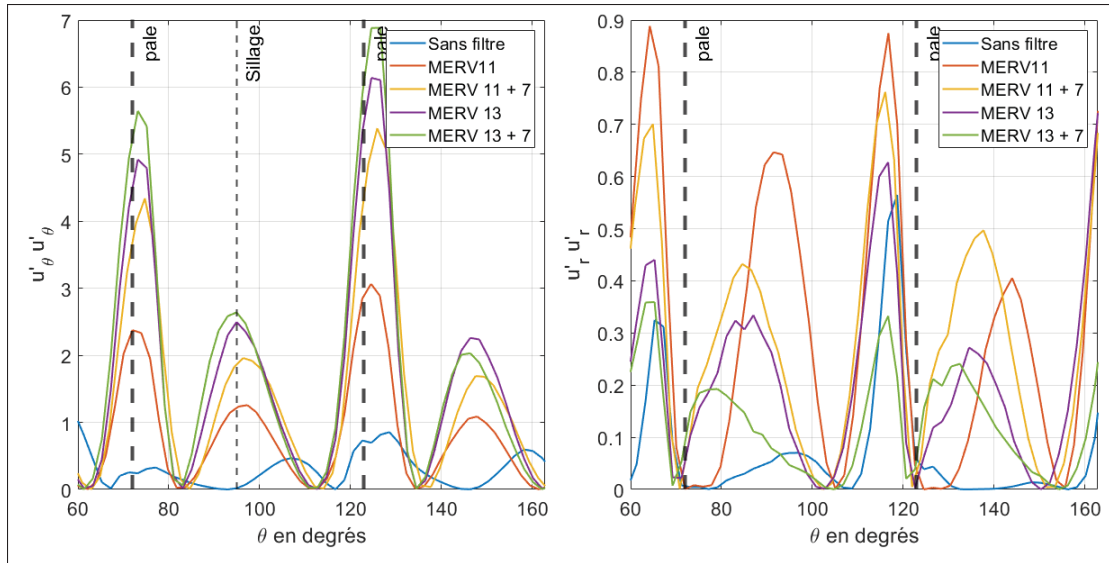 7
6
5
4
3
2
1
0
u'θ u'θ
60
80
100
120
140
160
θ en degrés
pale
Sillage
pale
Sans filtre
MERV11
MERV 11 + 7
MERV 13
MERV 13 + 7
0.9
0.8
0.7
0.6
0.5
0.4
0.3
0.2
0.1
0
u'r u'r
60
80
100
120
140
160
θ en degrés
pale
pale
Sans filtre
MERV11
MERV 11 + 7
MERV 13
MERV 13 + 7